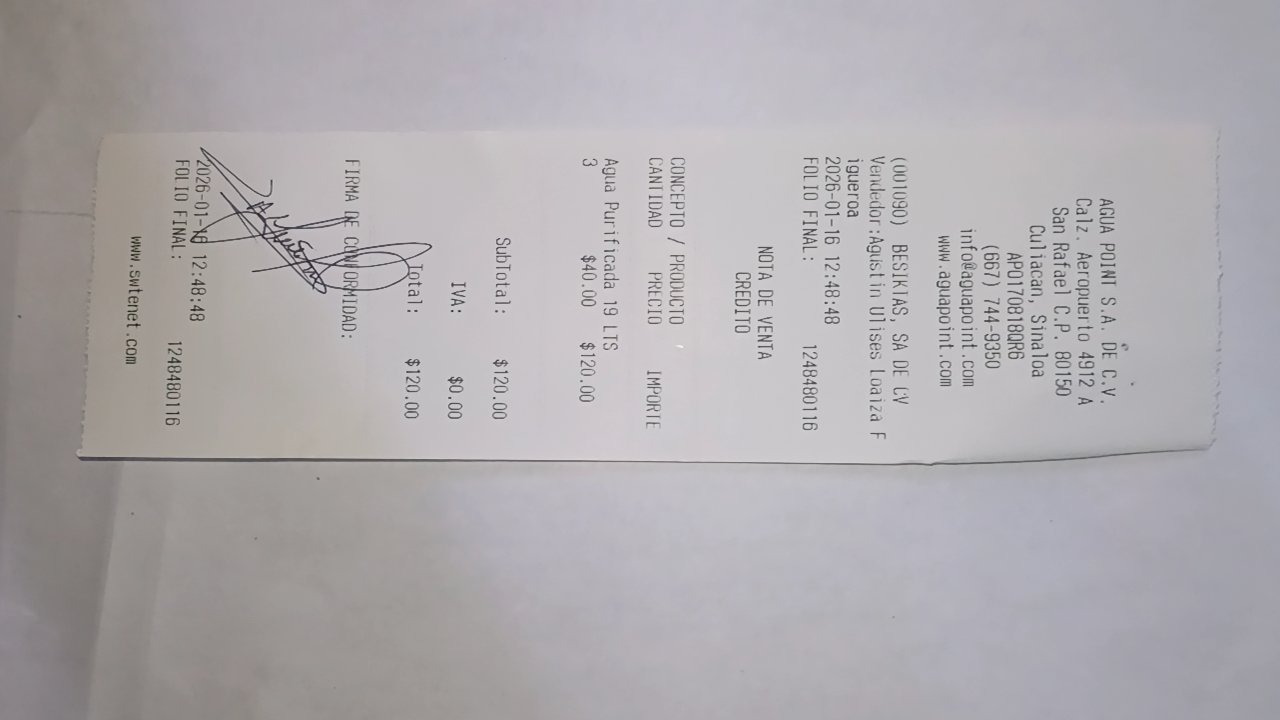 AGUA POINT S.A. DE C.V.
Calz. Aeropuerto 4912 A
San Rafael C.P. 80150
Culiacan, Sinaloa
APO170818QR6
(667) 744-9350
info@aguapoint.com
www.aguapoint.com
(001090) BESIKIAS, SA DE CV
Vendedor:Agustin Ulises Loaiza F
igueroa
2026-01-16 12:48:48
FOLIO FINAL: 1248480116
NOTA DE VENTA
CREDITO
CONCEPTO / PRODUCTO
CANTIDAD PRECIO IMPORTE
Agua Purificada 19 LTS
3 $40.00 $120.00
SubTotal: $120.00
IVA: $0.00
Total: $120.00
FIRMA DE CONFORMIDAD:
2026-01-16 12:48:48
FOLIO FINAL: 1248480116
www.swtenet.com